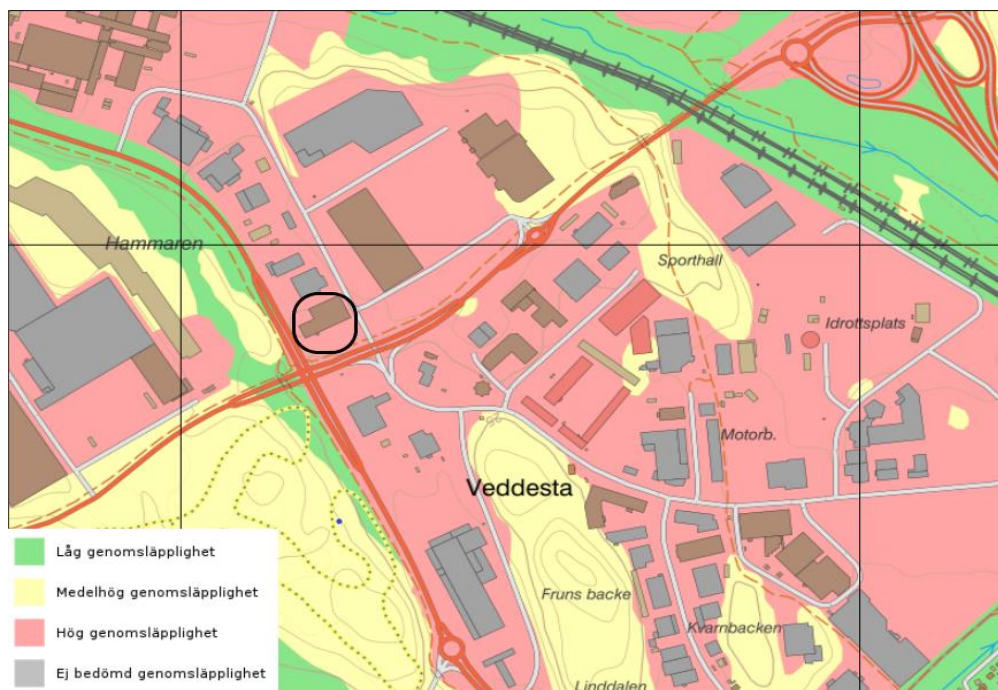 Hammaren
Sporthall
Idrottsplats
Motorb.
Veddesta
Fruns backe
Kvarnbacken
Linddalen
Låg genomsläpplighet
Medelhög genomsläpplighet
Hög genomsläpplighet
Ej bedömd genomsläpplighet